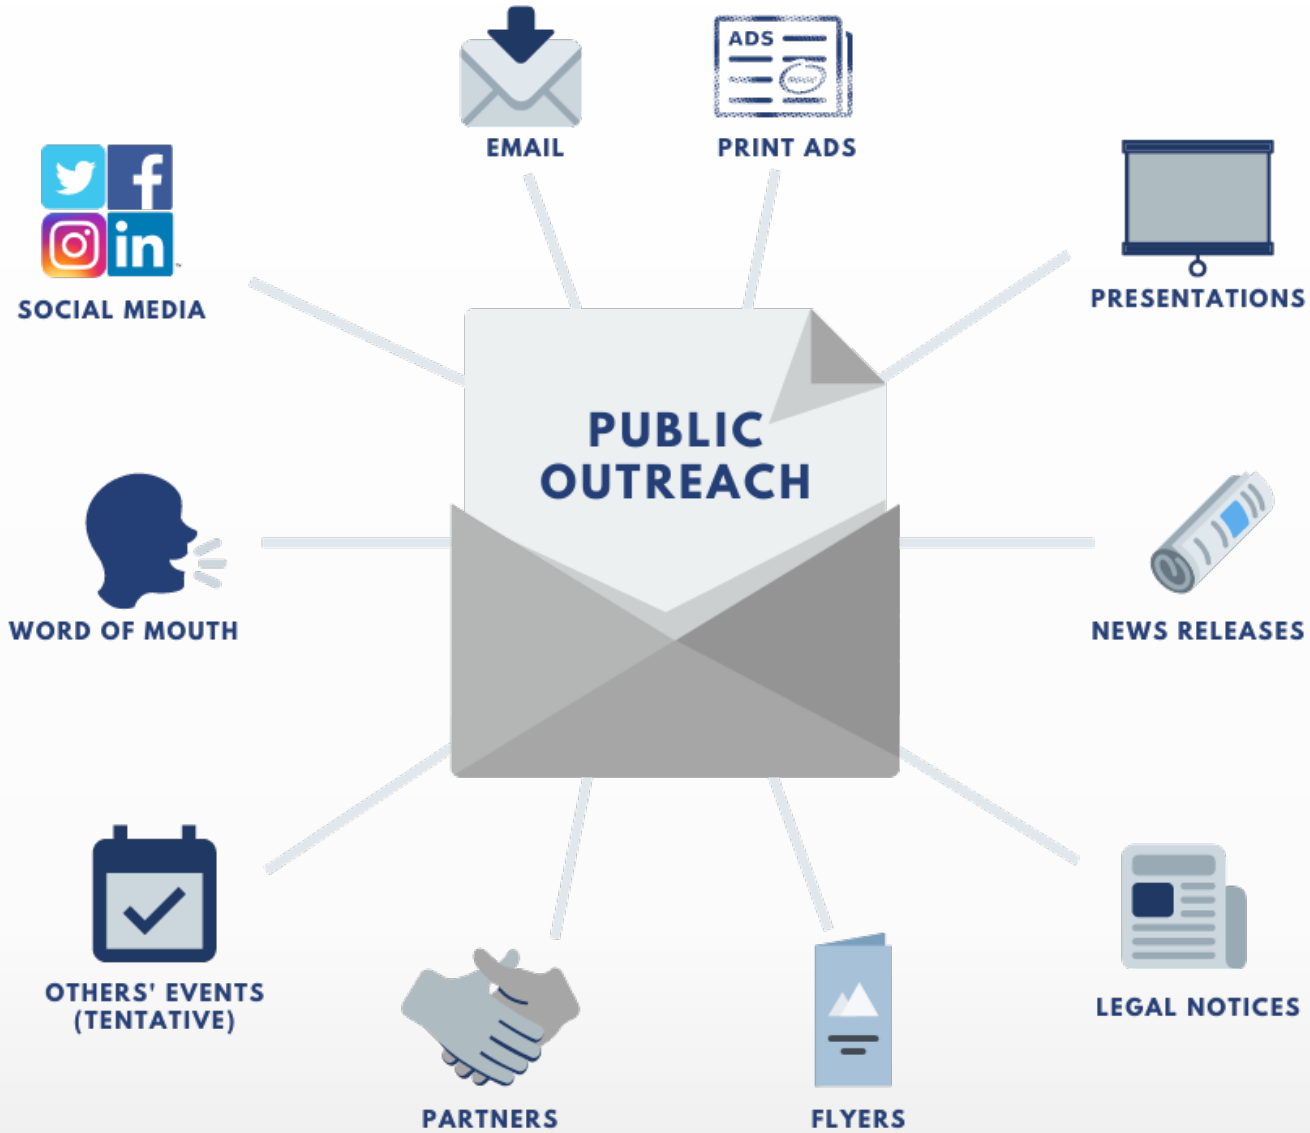 ADS
EMAIL
PRINT ADS
SOCIAL MEDIA
PRESENTATIONS
PUBLIC
OUTREACH
WORD OF MOUTH
NEWS RELEASES
OTHERS' EVENTS
(TENTATIVE)
LEGAL NOTICES
PARTNERS
FLYERS